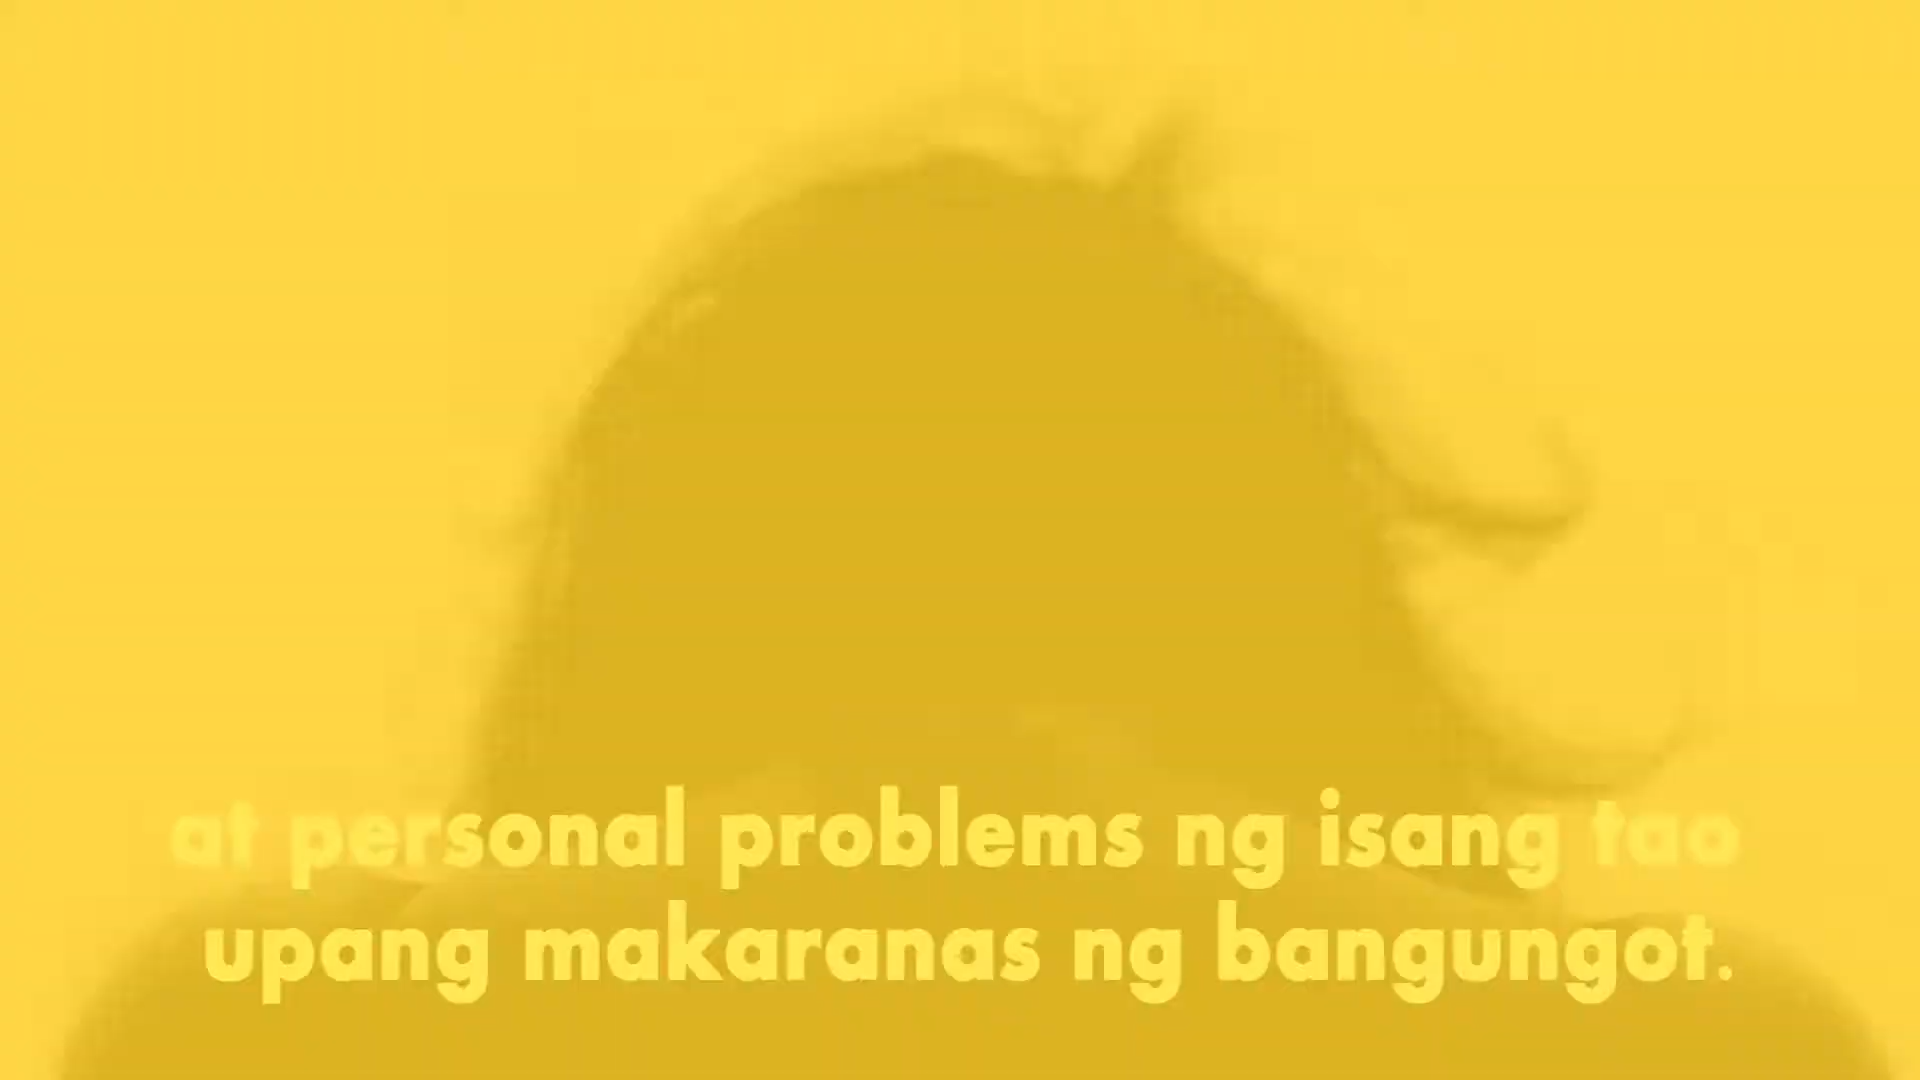 at personal problems ng isang tao
upang makaranas ng bangungot.